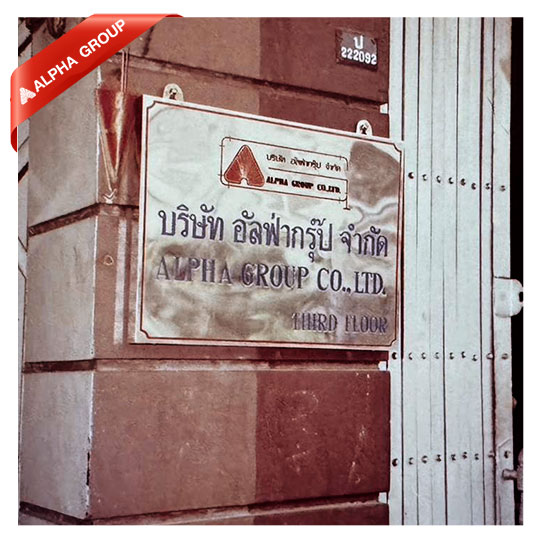 ALPHA GROUP
ป
222092
บริษัท อัลฟ่ากรุ๊ป จำกัด
ALPHA GROUP CO.,LTD.
บริษัท อัลฟ่ากรุ๊ป จำกัด
ALPHA GROUP CO.,LTD.
THIRD FLOOR